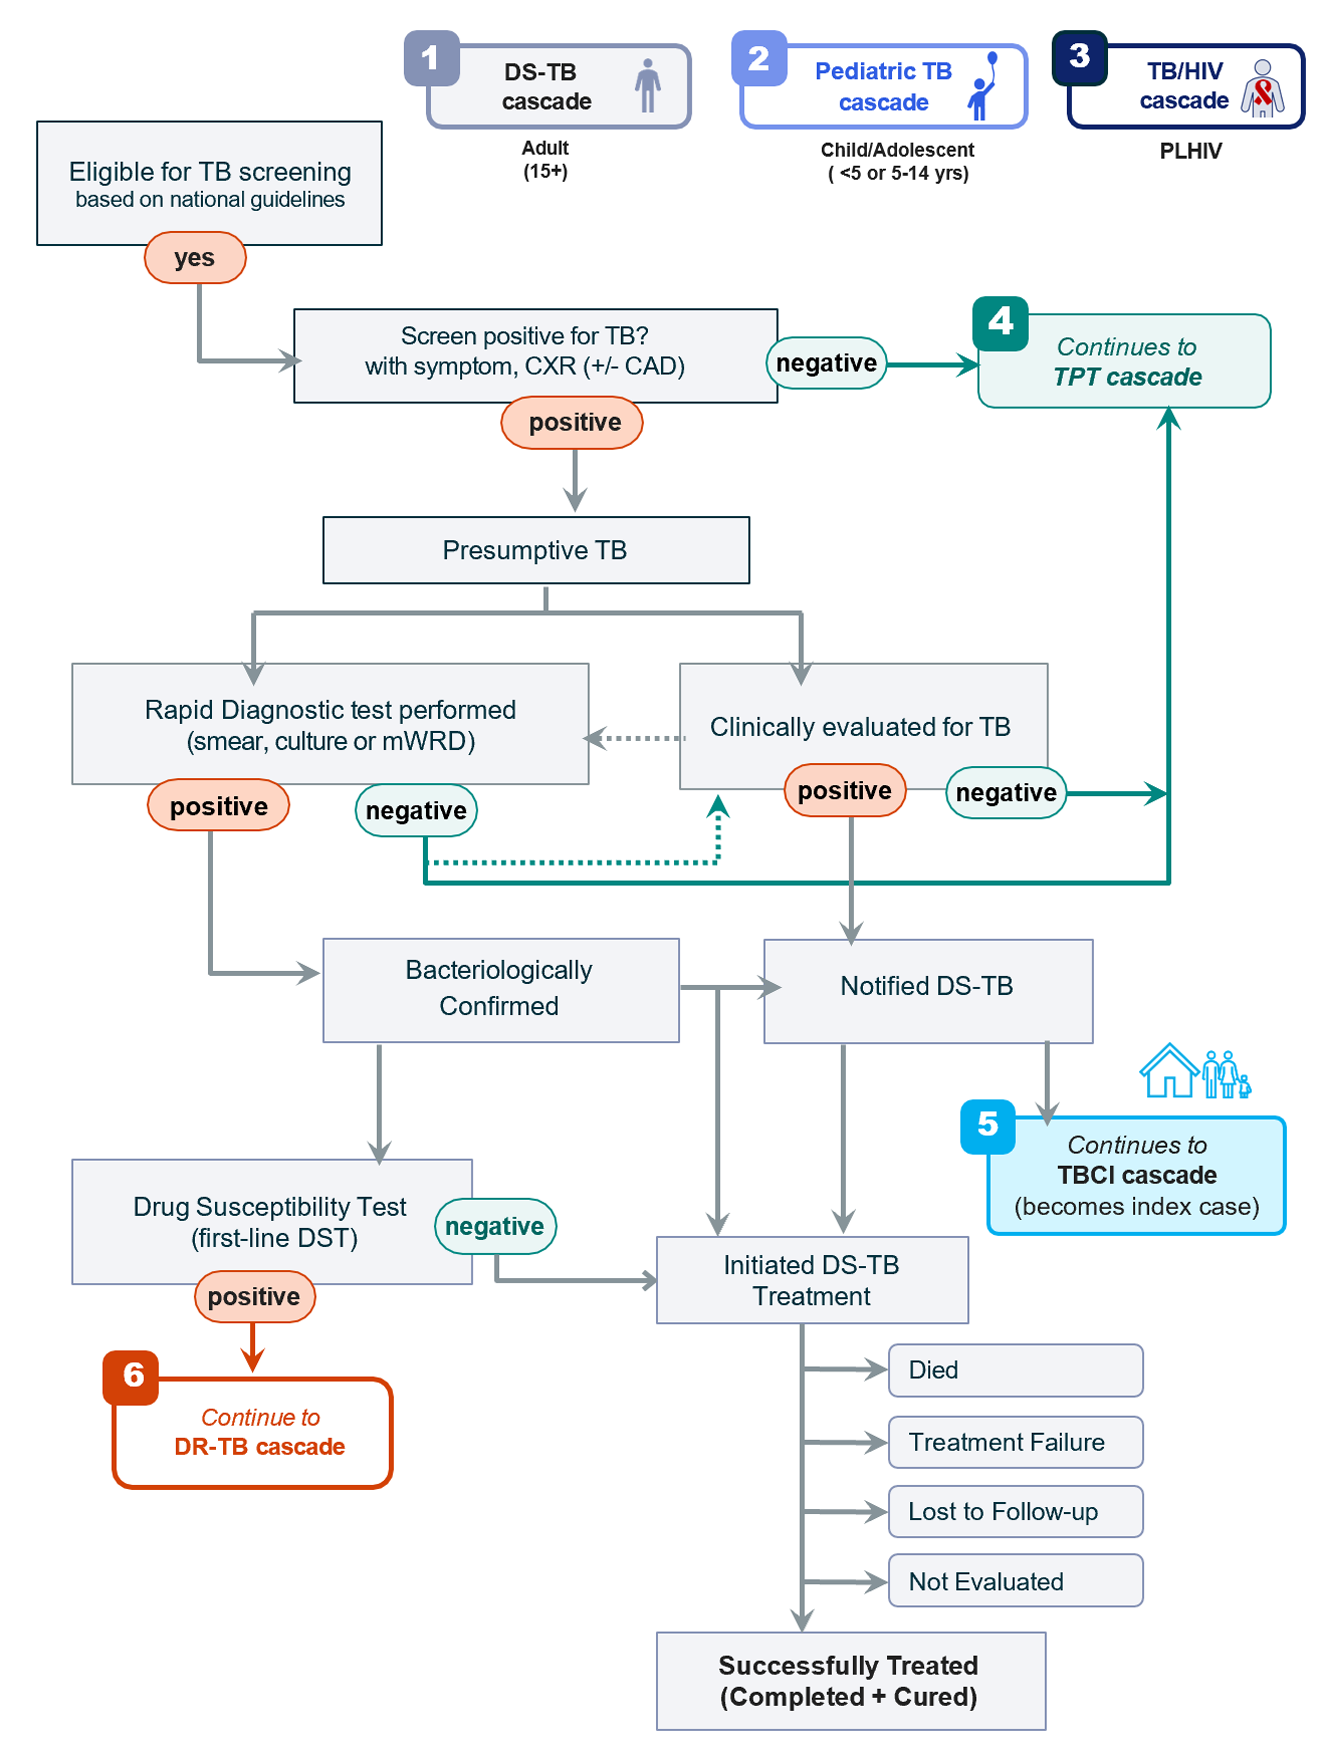 1
DS-TB
cascade
Adult
(15+)
2
Pediatric TB
cascade
Child/Adolescent
( <5 or 5-14 yrs)
3
TB/HIV
cascade
PLHIV
Eligible for TB screening
based on national guidelines
yes
Screen positive for TB?
with symptom, CXR (+/- CAD)
negative
positive
4
Continues to
TPT cascade
Presumptive TB
Rapid Diagnostic test performed
(smear, culture or mWRD)
positive
negative
Clinically evaluated for TB
positive
negative
Bacteriologically
Confirmed
Notified DS-TB
5
Continues to
TBCI cascade
(becomes index case)
Drug Susceptibility Test
(first-line DST)
negative
positive
Initiated DS-TB
Treatment
6
Continue to
DR-TB cascade
Died
Treatment Failure
Lost to Follow-up
Not Evaluated
Successfully Treated
(Completed + Cured)